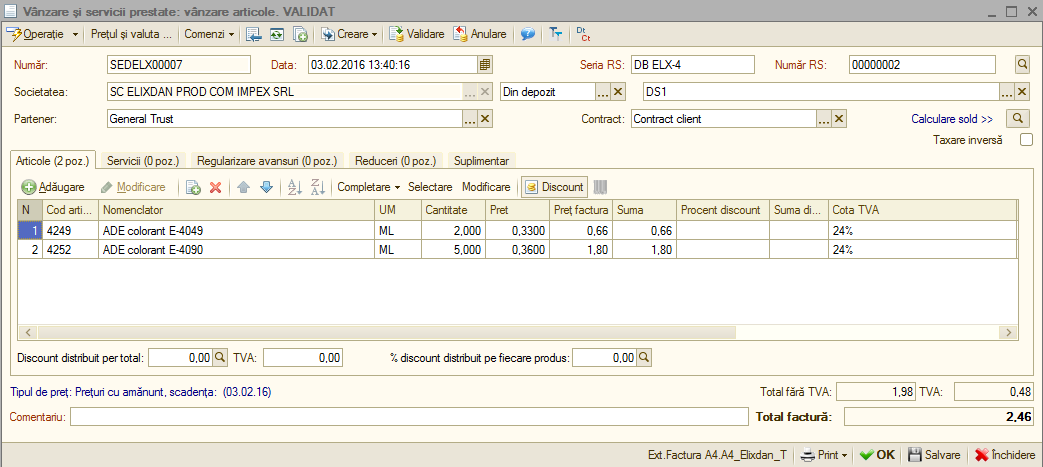 Vânzare și servicii prestate: vânzare articole. VALIDAT
Operație Prețul și valuta ... Comenzi Creare Validare Anulare Dt Ct
Număr: SEDELX00007 Data: 03.02.2016 13:40:16 Seria RS: DB ELX-4 Număr RS: 00000002
Societatea: SC ELIXDAN PROD COM IMPEX SRL ... Din depozit ... DS1 ...
Partener: General Trust ... Contract: Contract client ... Calculare sold >>
Taxare inversă
Articole (2 poz.) Servicii (0 poz.) Regularizare avansuri (0 poz.) Reduceri (0 poz.) Suplimentar
Adăugare Modificare Completare Selectare Modificare Discount
N Cod arti... Nomenclator UM Cantitate Pret Preț factura Suma Procent discount Suma di... Cota TVA
1 4249 ADE colorant E-4049 ML 2,000 0,3300 0,66 0,66 24%
2 4252 ADE colorant E-4090 ML 5,000 0,3600 1,80 1,80 24%
Discount distribuit per total: 0,00 TVA: 0,00 % discount distribuit pe fiecare produs: 0,00
Tipul de preț: Prețuri cu amănunt, scadența: (03.02.16) Total fără TVA: 1,98 TVA: 0,48
Comentariu: Total factură: 2,46
Ext.Factura A4.A4_Elixdan_T Print OK Salvare Închidere